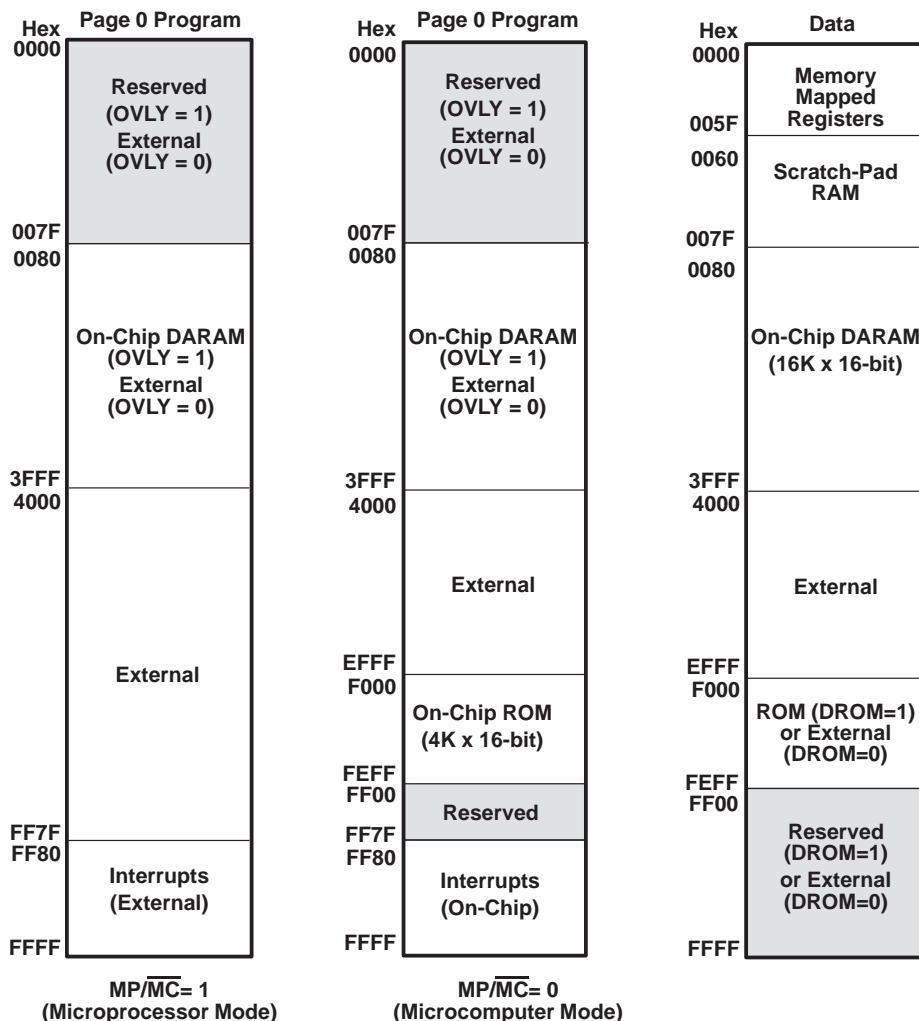 Hex
Page 0 Program
0000
Reserved
(OVLY = 1)
External
(OVLY = 0)
007F
0080
On-Chip DARAM
(OVLY = 1)
External
(OVLY = 0)
3FFF
4000
External
FF7F
FF80
Interrupts
(External)
FFFF
MP/M̅C̅= 1
(Microprocessor Mode)
Hex
Page 0 Program
0000
Reserved
(OVLY = 1)
External
(OVLY = 0)
007F
0080
On-Chip DARAM
(OVLY = 1)
External
(OVLY = 0)
3FFF
4000
External
EFFF
F000
On-Chip ROM
(4K x 16-bit)
FEFF
FF00
Reserved
FF7F
FF80
Interrupts
(On-Chip)
FFFF
MP/M̅C̅= 0
(Microcomputer Mode)
Hex
Data
0000
Memory
Mapped
Registers
005F
0060
Scratch-Pad
RAM
007F
0080
On-Chip DARAM
(16K x 16-bit)
3FFF
4000
External
EFFF
F000
ROM (DROM=1)
or External
(DROM=0)
FEFF
FF00
Reserved
(DROM=1)
or External
(DROM=0)
FFFF